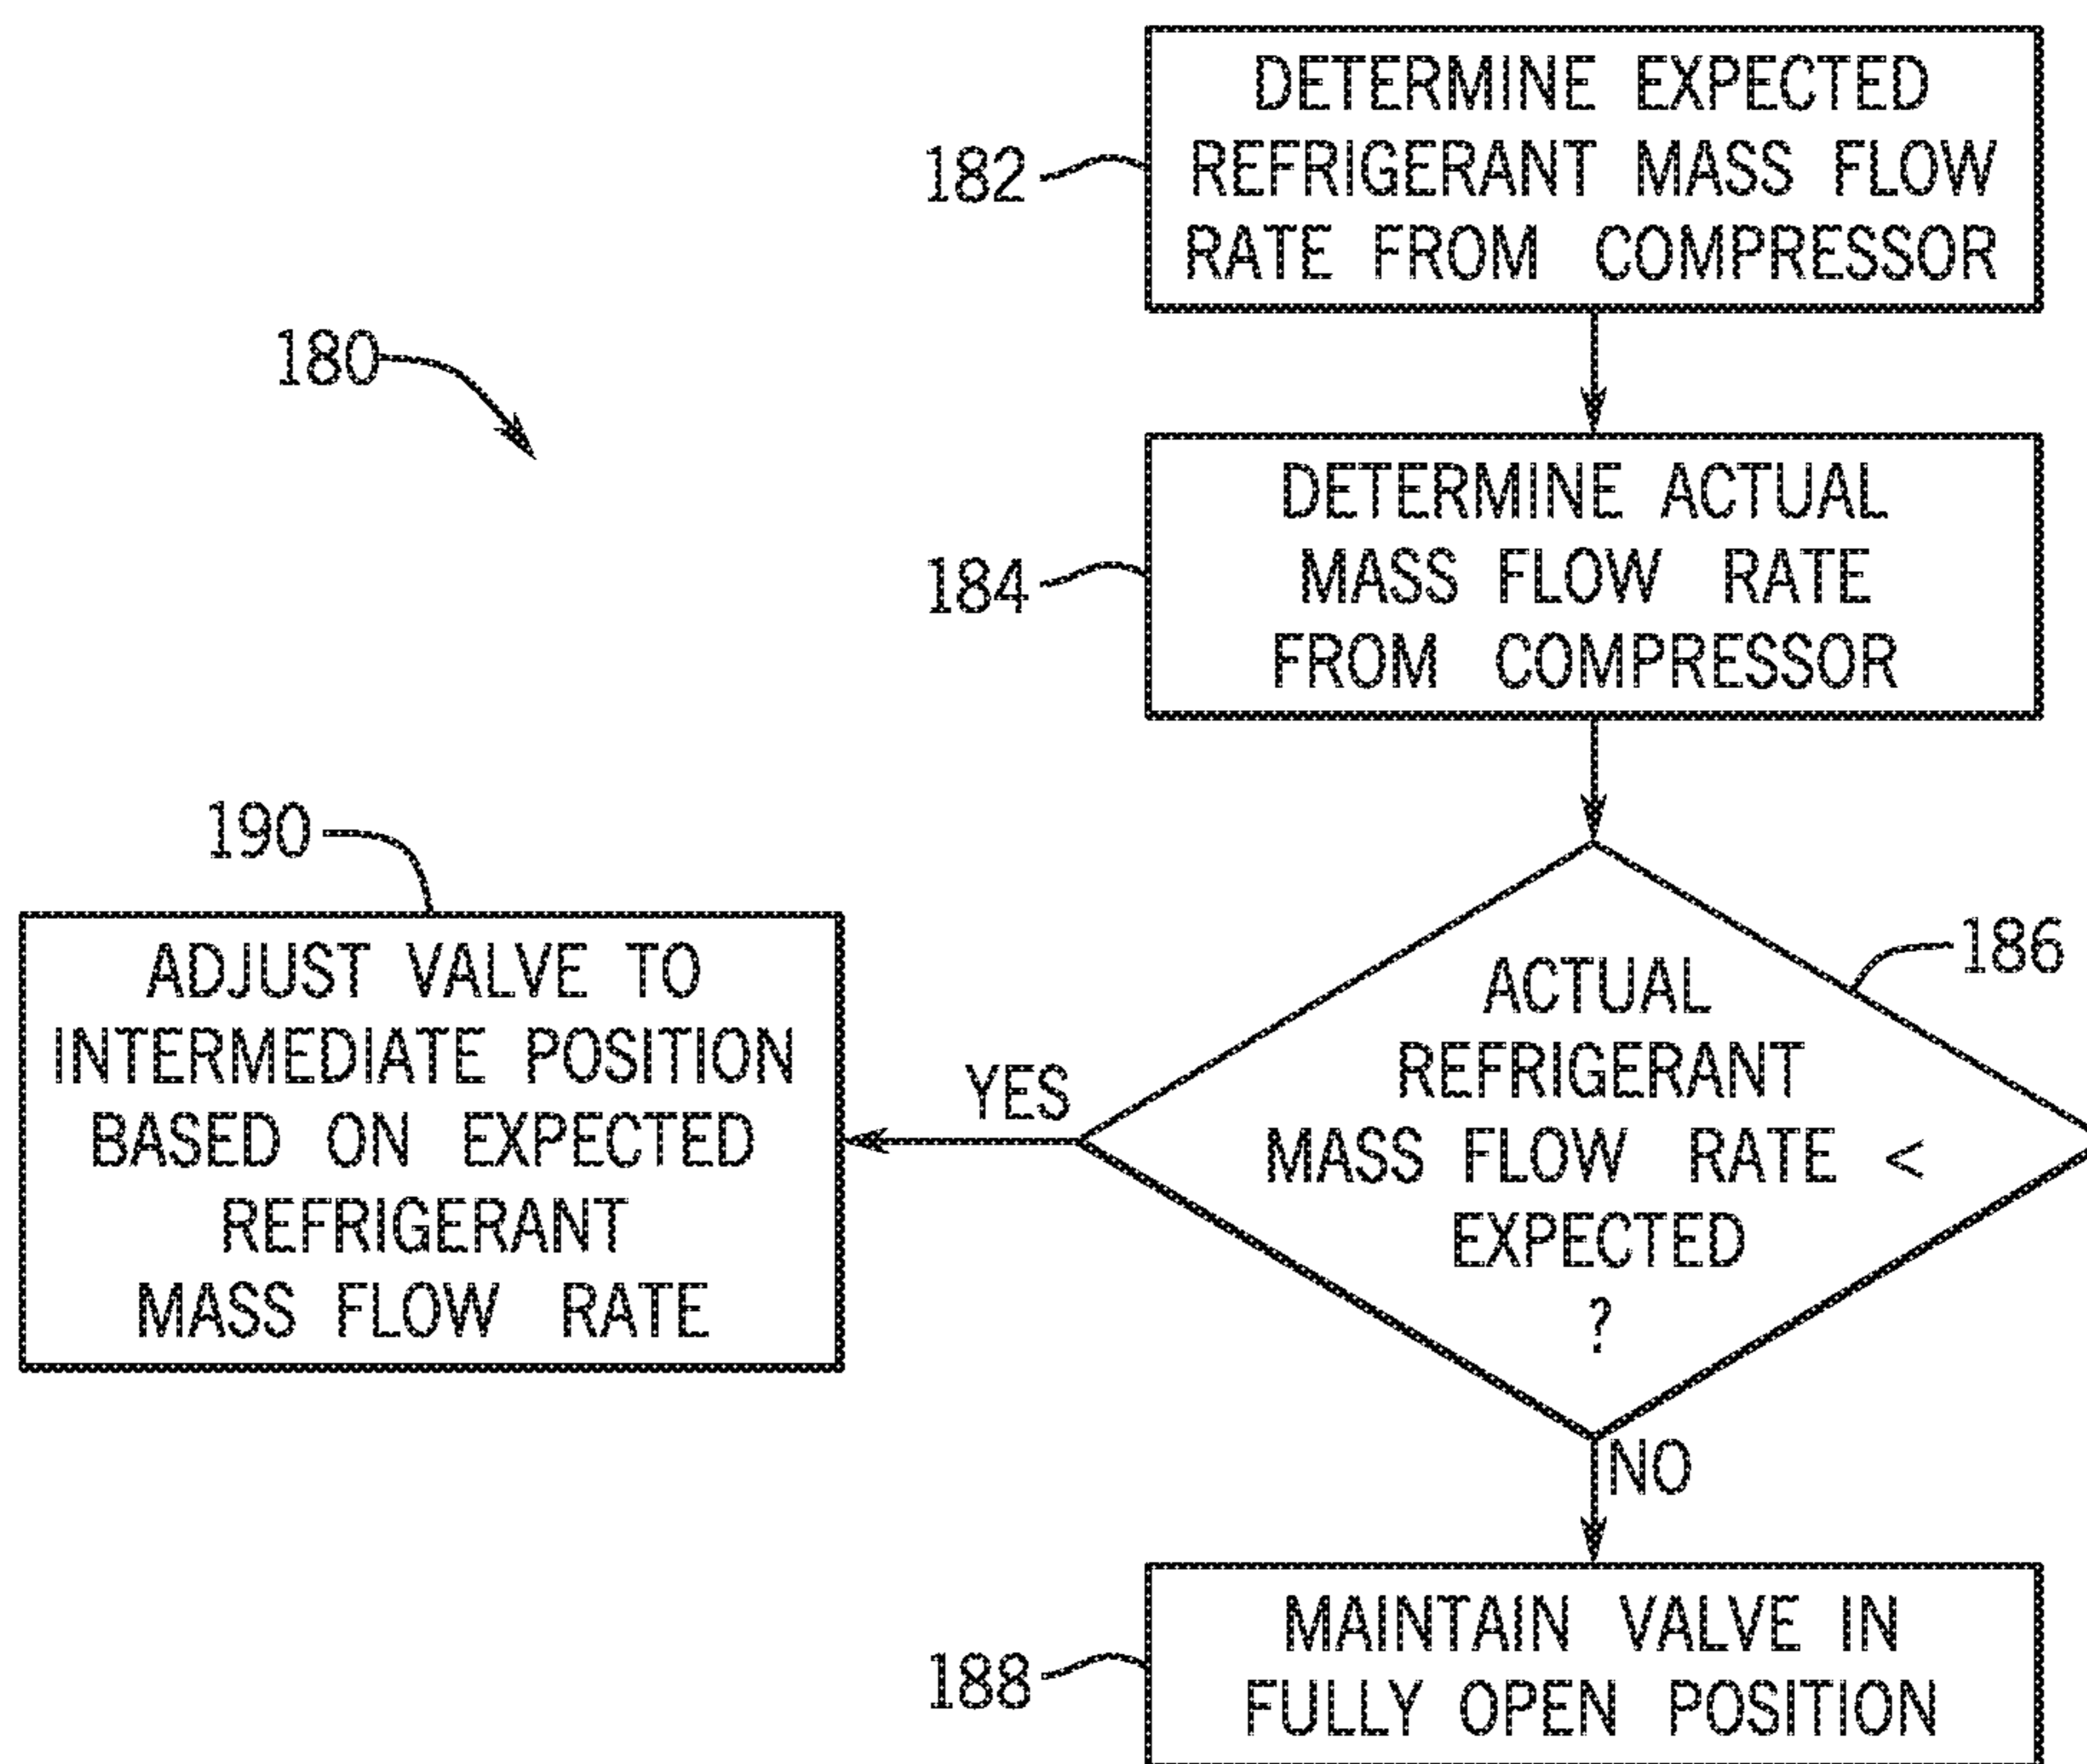 DETERMINE EXPECTED
REFRIGERANT MASS FLOW
RATE FROM COMPRESSOR
182
180
DETERMINE ACTUAL
MASS FLOW RATE
FROM COMPRESSOR
184
190
ADJUST VALVE TO
INTERMEDIATE POSITION
BASED ON EXPECTED
REFRIGERANT
MASS FLOW RATE
YES
186
ACTUAL
REFRIGERANT
MASS FLOW RATE <
EXPECTED
?
NO
188
MAINTAIN VALVE IN
FULLY OPEN POSITION